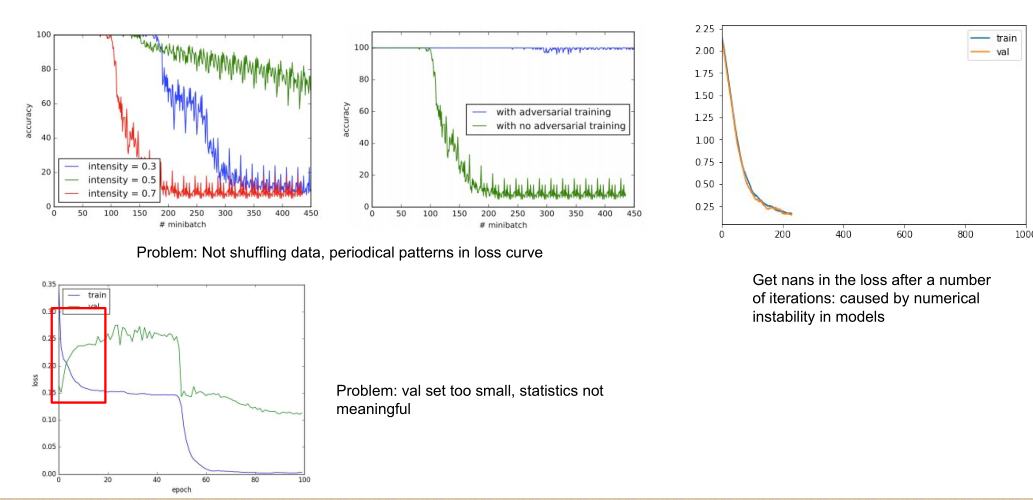 100
80
60
40
20
0
accuracy
intensity = 0.3
intensity = 0.5
intensity = 0.7
0 50 100 150 200 250 300 350 400 450
# minibatch
100
80
60
40
20
0
accuracy
with adversarial training
with no adversarial training
0 50 100 150 200 250 300 350 400 450
# minibatch
2.25
2.00
1.75
1.50
1.25
1.00
0.75
0.50
0.25
train
val
0 200 400 600 800 1000
Problem: Not shuffling data, periodical patterns in loss curve
Get nans in the loss after a number
of iterations: caused by numerical
instability in models
0.35
0.30
0.25
0.20
0.15
0.10
0.05
0.00
loss
train
val
0 20 40 60 80 100
epoch
Problem: val set too small, statistics not
meaningful